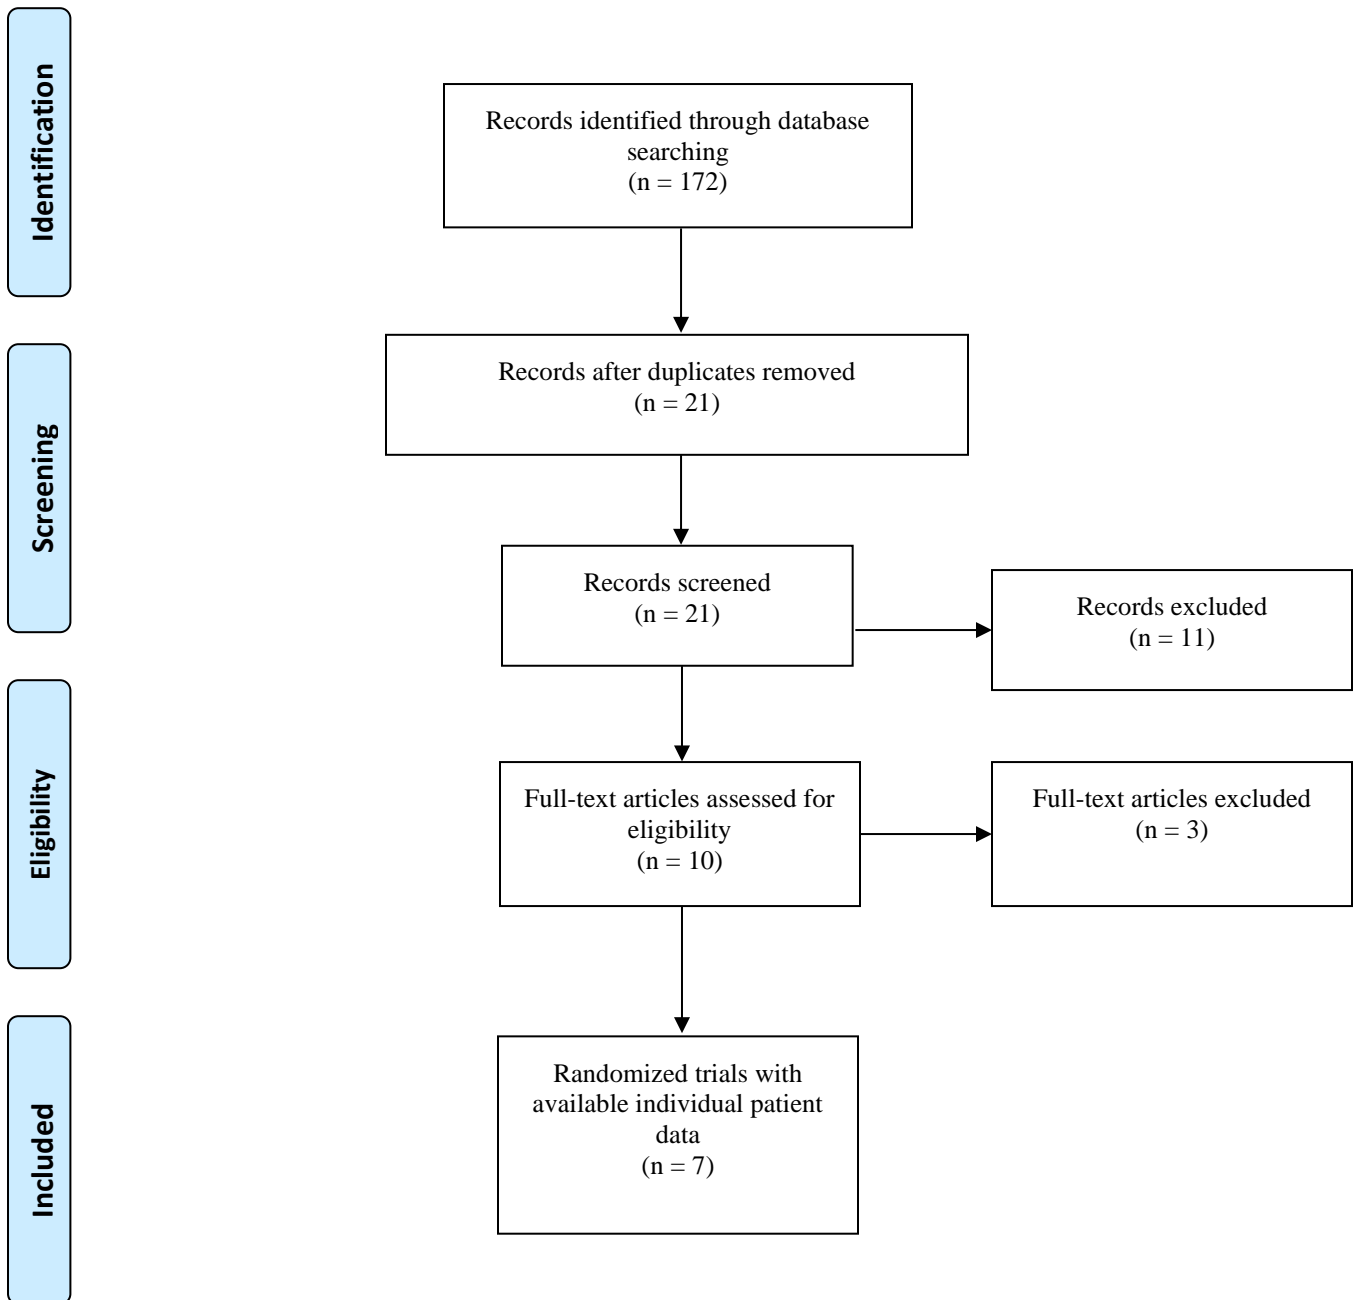 Identification
Records identified through database
searching
(n = 172)
Screening
Records after duplicates removed
(n = 21)
Records screened
(n = 21)
Records excluded
(n = 11)
Eligibility
Full-text articles assessed for
eligibility
(n = 10)
Full-text articles excluded
(n = 3)
Included
Randomized trials with
available individual patient
data
(n = 7)